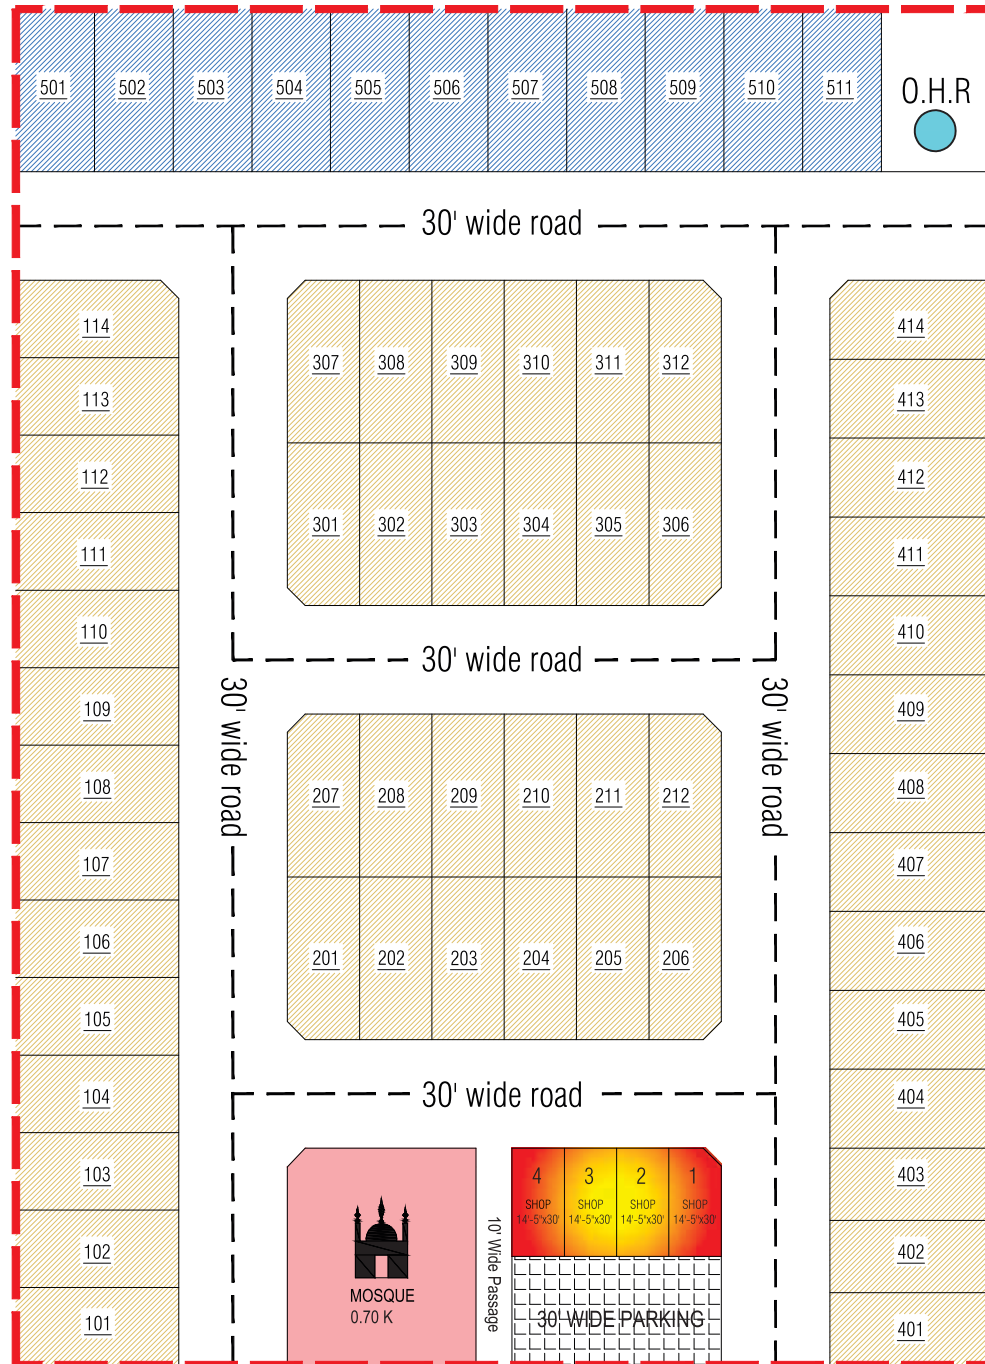 501 502 503 504 505 506 507 508 509 510 511
O.H.R
30' wide road
114
113
112
111
110
109
108
107
106
105
104
103
102
101
307 308 309 310 311 312
301 302 303 304 305 306
30' wide road
30' wide road
30' wide road
207 208 209 210 211 212
201 202 203 204 205 206
30' wide road
414
413
412
411
410
409
408
407
406
405
404
403
402
401
MOSQUE
0.70 K
10' Wide Passage
4 3 2 1
SHOP SHOP SHOP SHOP
14'-5"x30' 14'-5"x30' 14'-5"x30' 14'-5"x30'
30' WIDE PARKING